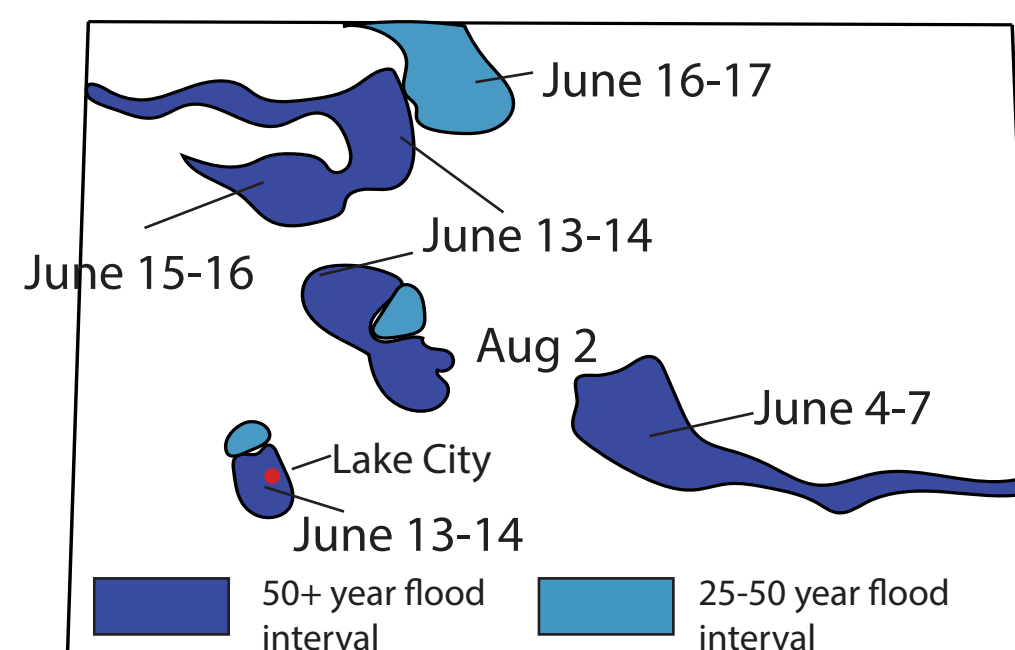 June 16-17
June 13-14
June 15-16
Aug 2
June 4-7
Lake City
June 13-14
50+ year flood
interval
25-50 year flood
interval